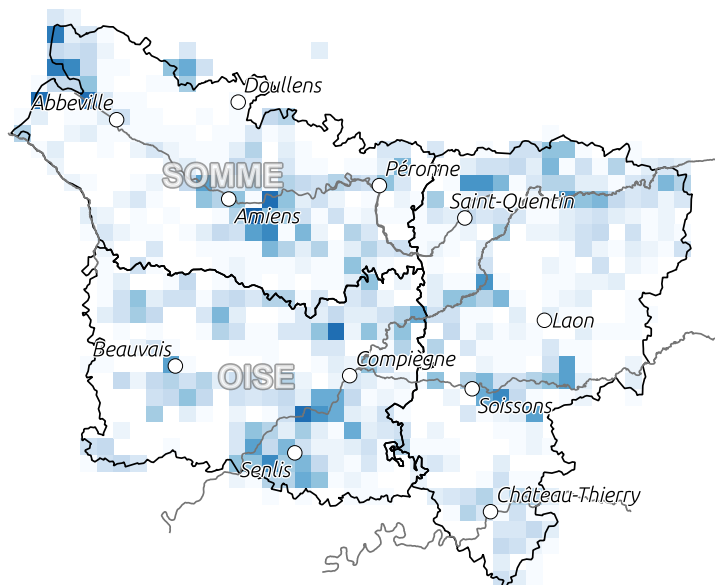 Doullens
Abbeville
Péronne
SOMME
Saint-Quentin
Amiens
Laon
Beauvais
Compiègne
OISE
Soissons
Senlis
Château-Thierry